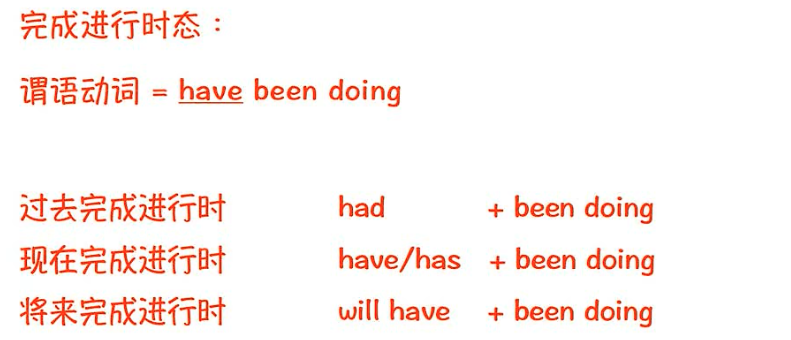 完成进行时态：
谓语动词 = have been doing
过去完成进行时 had + been doing
现在完成进行时 have/has + been doing
将来完成进行时 will have + been doing